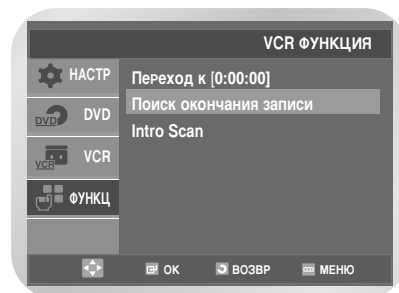 VCR ФУНКЦИЯ
НАСТР
Переход к [0:00:00]
Поиск окончания записи
DVD DVD
Intro Scan
VCR VCR
ФУНКЦ
OK ВОЗВР МЕНЮ